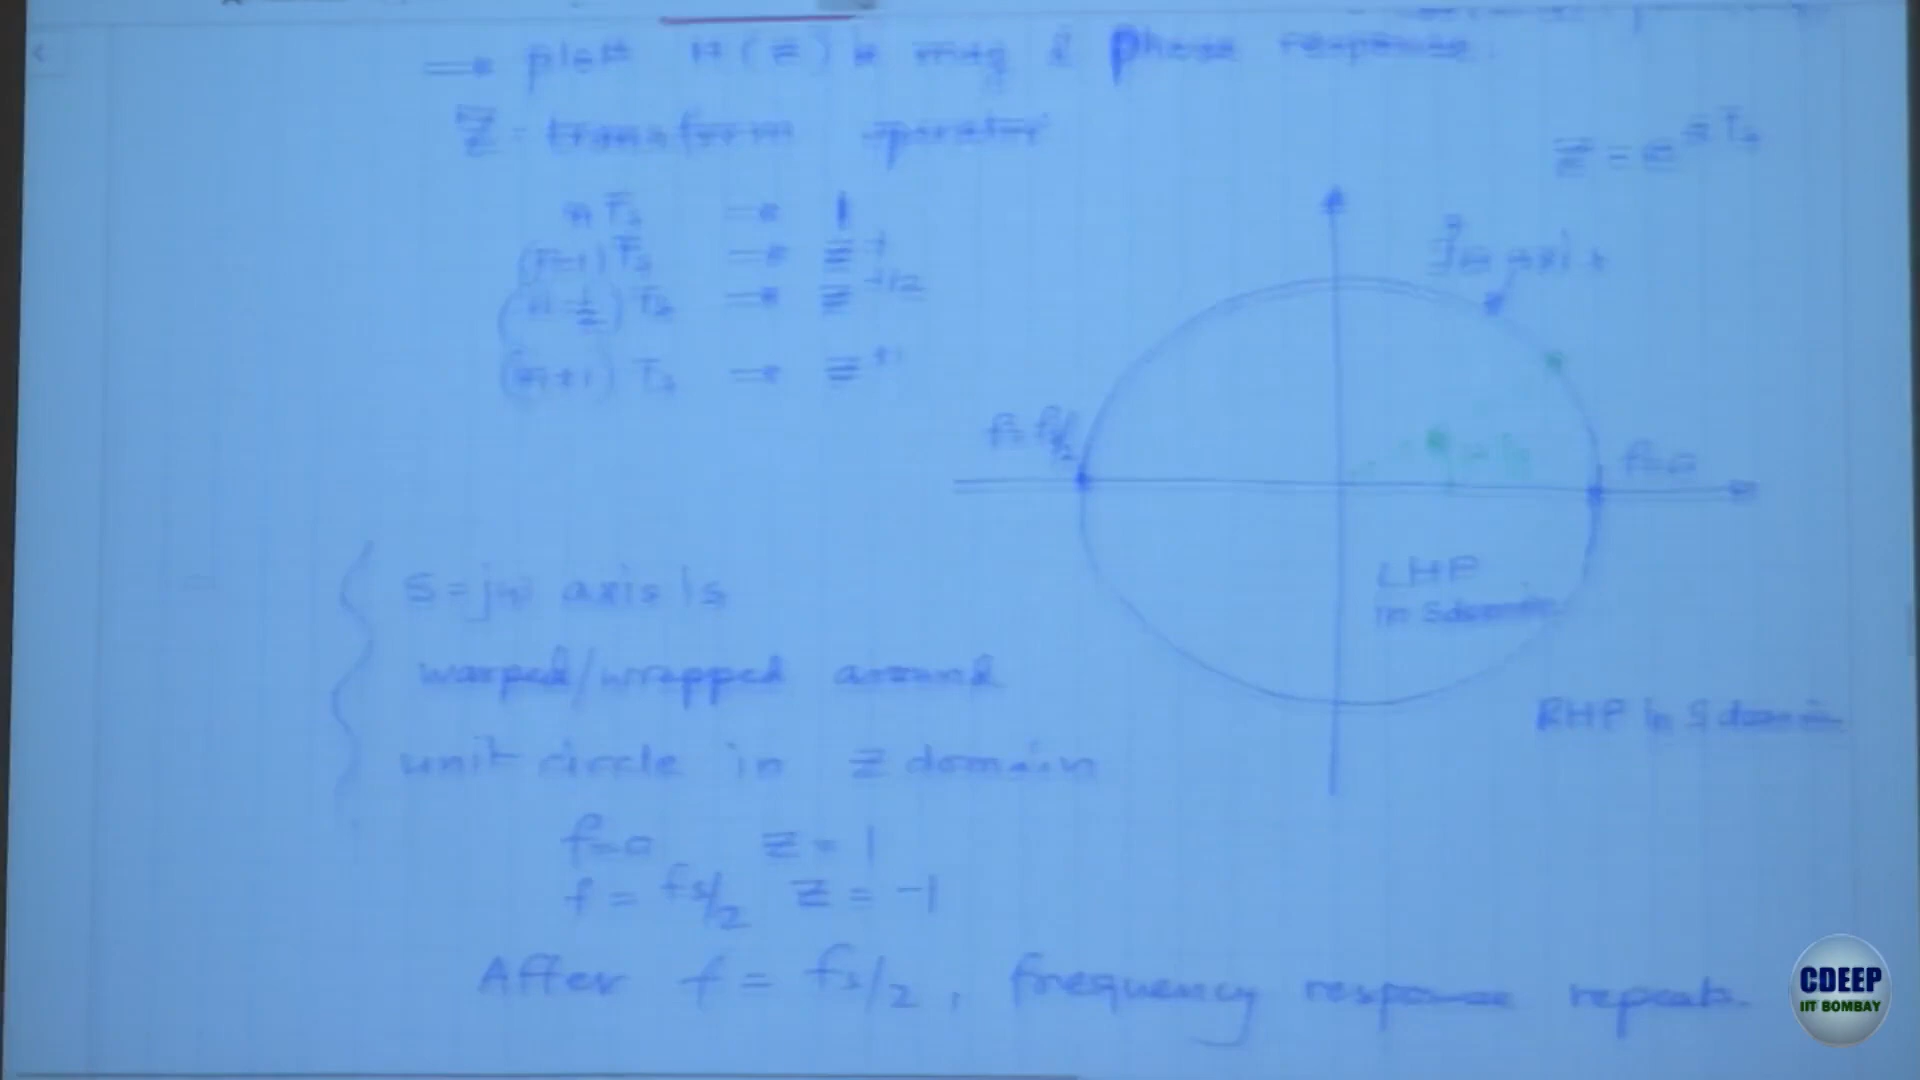 ⇒ plot H(z) mag & phase response.
Z - transform operator
z = e^{sTs}
nTs ⇒ 1
(n-1)Ts ⇒ z^{-1}
(n-1/2)Ts ⇒ z^{-1/2}
(n+1)Ts ⇒ z^{+1}
jω axis
f = fs/2
f=0
LHP
in S domain
RHP in S domain
S=jω axis is
warped/wrapped around
unit circle in Z domain
f=0 z = 1
f = fs/2 z = -1
After f = fs/2, frequency response repeats.
CDEEP
IIT BOMBAY